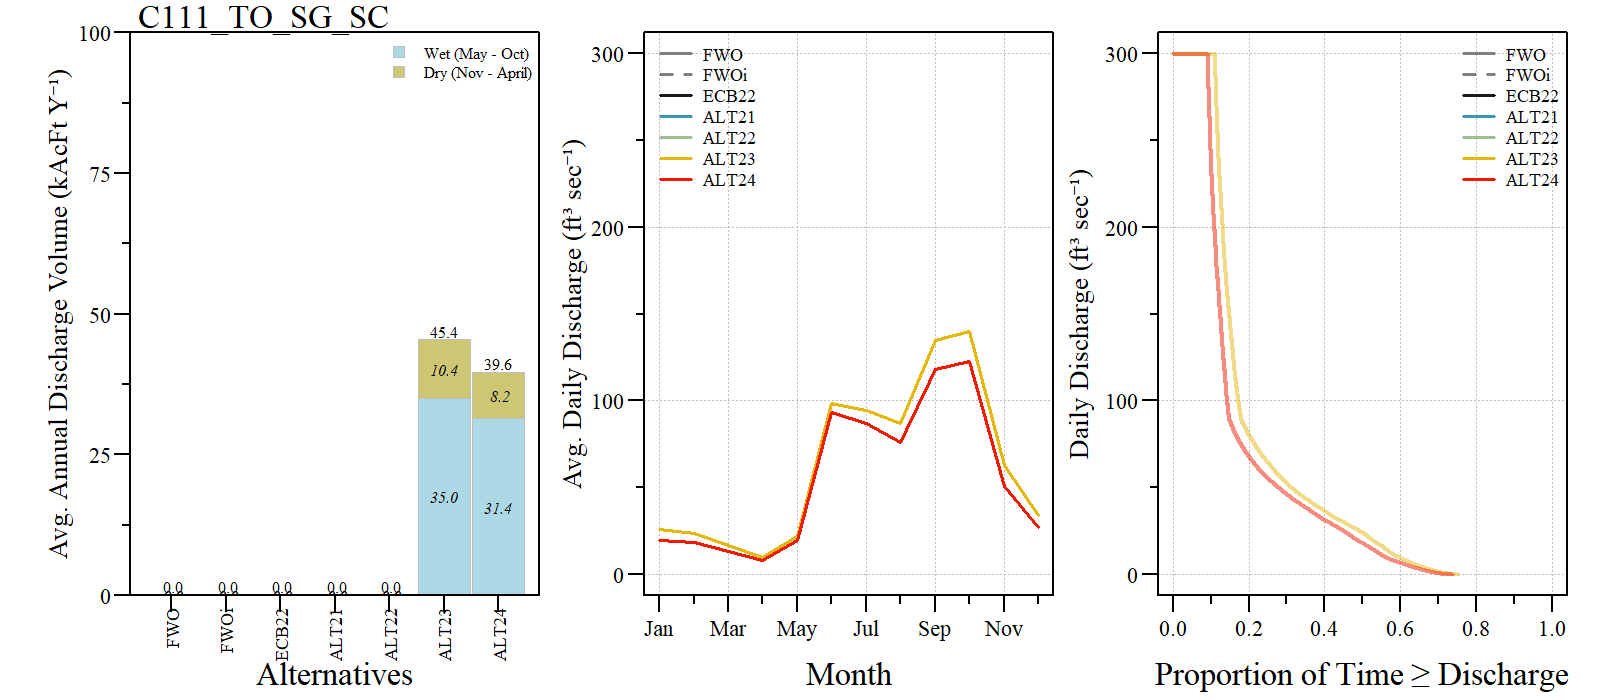 C111_TO_SG_SC
Avg. Annual Discharge Volume (kAcFt Y⁻¹)
100
75
50
25
0
Wet (May - Oct)
Dry (Nov - April)
45.4
10.4
35.0
39.6
8.2
31.4
0.0
0.0
0.0
0.0
0.0
FWO
FWOi
ECB22
ALT21
ALT22
ALT23
ALT24
Alternatives
Avg. Daily Discharge (ft³ sec⁻¹)
300
200
100
0
FWO
FWOi
ECB22
ALT21
ALT22
ALT23
ALT24
Jan
Mar
May
Jul
Sep
Nov
Month
Daily Discharge (ft³ sec⁻¹)
300
200
100
0
FWO
FWOi
ECB22
ALT21
ALT22
ALT23
ALT24
0.0
0.2
0.4
0.6
0.8
1.0
Proportion of Time ≥ Discharge